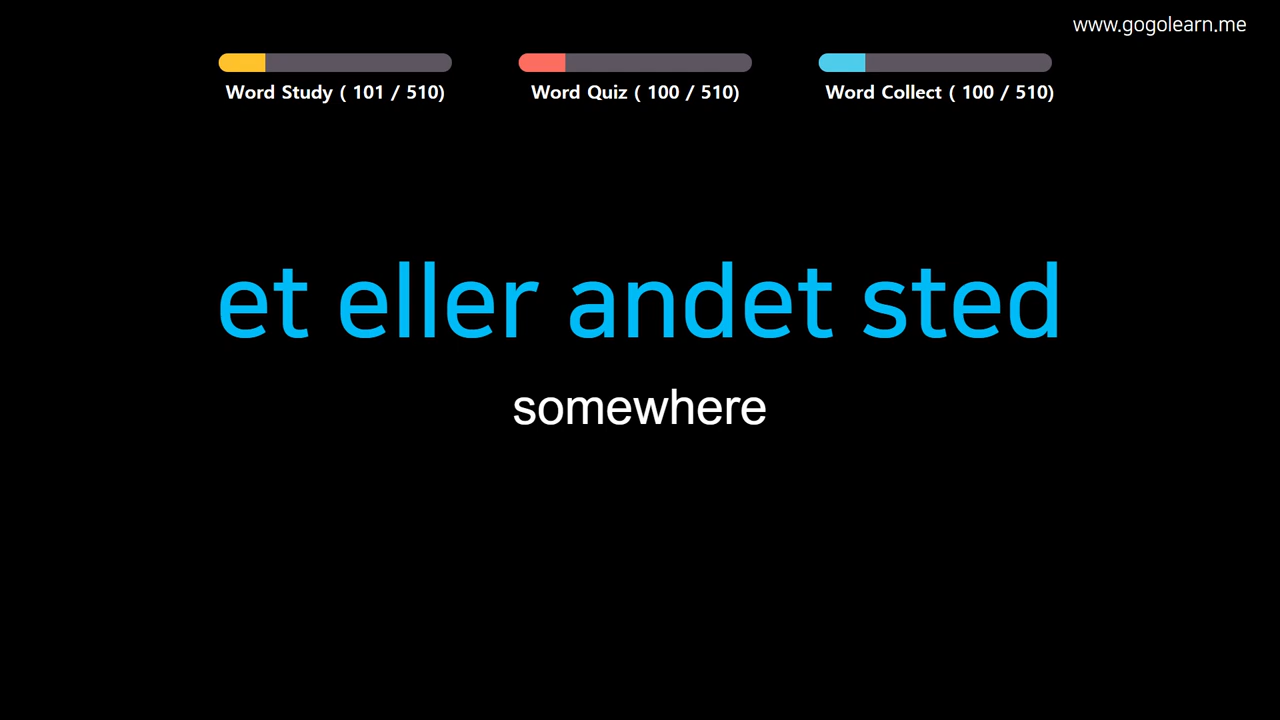 www.gogolearn.me
Word Study ( 101 / 510)
Word Quiz ( 100 / 510)
Word Collect ( 100 / 510)
et eller andet sted
somewhere